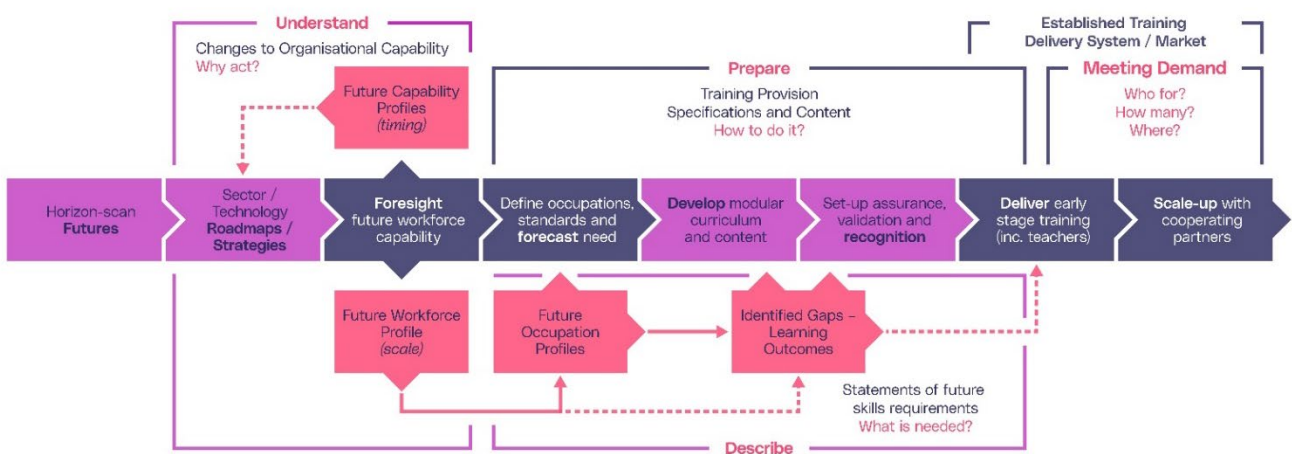 Understand
Changes to Organisational Capability
Why act?
Future Capability
Profiles
(timing)
Prepare
Training Provision
Specifications and Content
How to do it?
Established Training
Delivery System / Market
Meeting Demand
Who for?
How many?
Where?
Horizon-scan
Futures
Sector /
Technology
Roadmaps /
Strategies
Foresight
future workforce
capability
Define occupations,
standards and
forecast need
Develop modular
curriculum
and content
Set-up assurance,
validation and
recognition
Deliver early
stage training
(inc. teachers)
Scale-up with
cooperating
partners
Future Workforce
Profile
(scale)
Future
Occupation
Profiles
Identified Gaps –
Learning
Outcomes
Statements of future
skills requirements
What is needed?
Describe